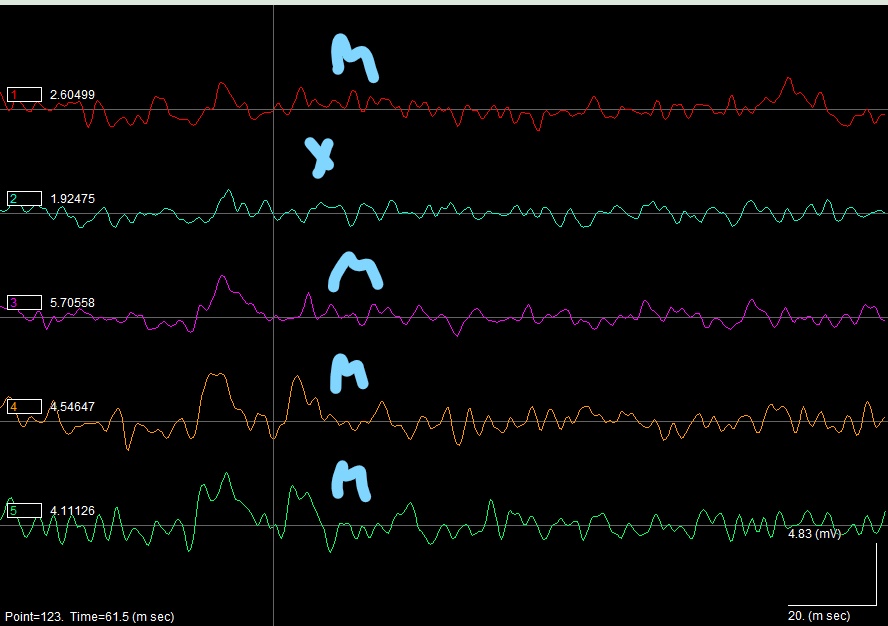 M
1 2.60499
x
2 1.92475
M
3 5.70558
M
4 4.54647
M
5 4.11126
4.83 (mV)
Point=123. Time=61.5 (m sec)
20. (m sec)